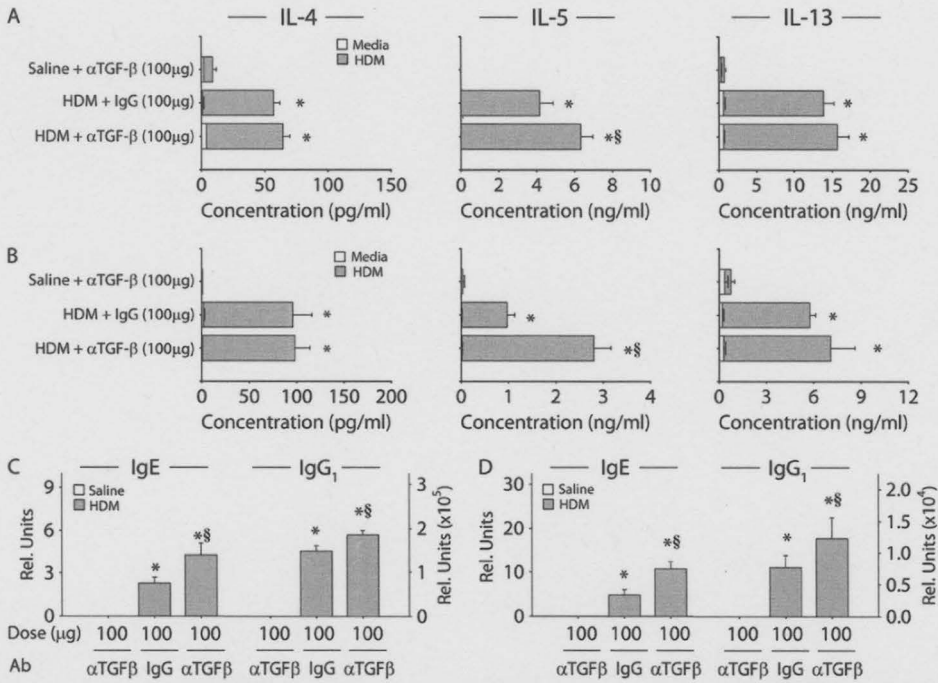 A
IL-4
IL-5
IL-13
Media
HDM
Saline + αTGF-β (100μg)
HDM + IgG (100μg)
HDM + αTGF-β (100μg)
*
*
*
*§
*
*
0 50 100 150
0 2 4 6 8 10
0 5 10 15 20 25
Concentration (pg/ml)
Concentration (ng/ml)
Concentration (ng/ml)
B
Media
HDM
Saline + αTGF-β (100μg)
HDM + IgG (100μg)
HDM + αTGF-β (100μg)
*
*
*
*§
*
*
0 50 100 150 200
0 1 2 3 4
0 3 6 9 12
Concentration (pg/ml)
Concentration (ng/ml)
Concentration (ng/ml)
C
IgE
IgG₁
Saline
HDM
Rel. Units
9
6
3
0
*
*§
*
*§
3
2
1
0
Rel. Units (x10⁵)
Dose (μg) 100 100 100 100 100 100
Ab αTGFβ IgG αTGFβ αTGFβ IgG αTGFβ
D
IgE
IgG₁
Saline
HDM
Rel. Units
30
20
10
0
*
*§
*
*§
2.0
1.5
1.0
0.5
0.0
Rel. Units (x10⁴)
100 100 100 100 100 100
αTGFβ IgG αTGFβ αTGFβ IgG αTGFβ